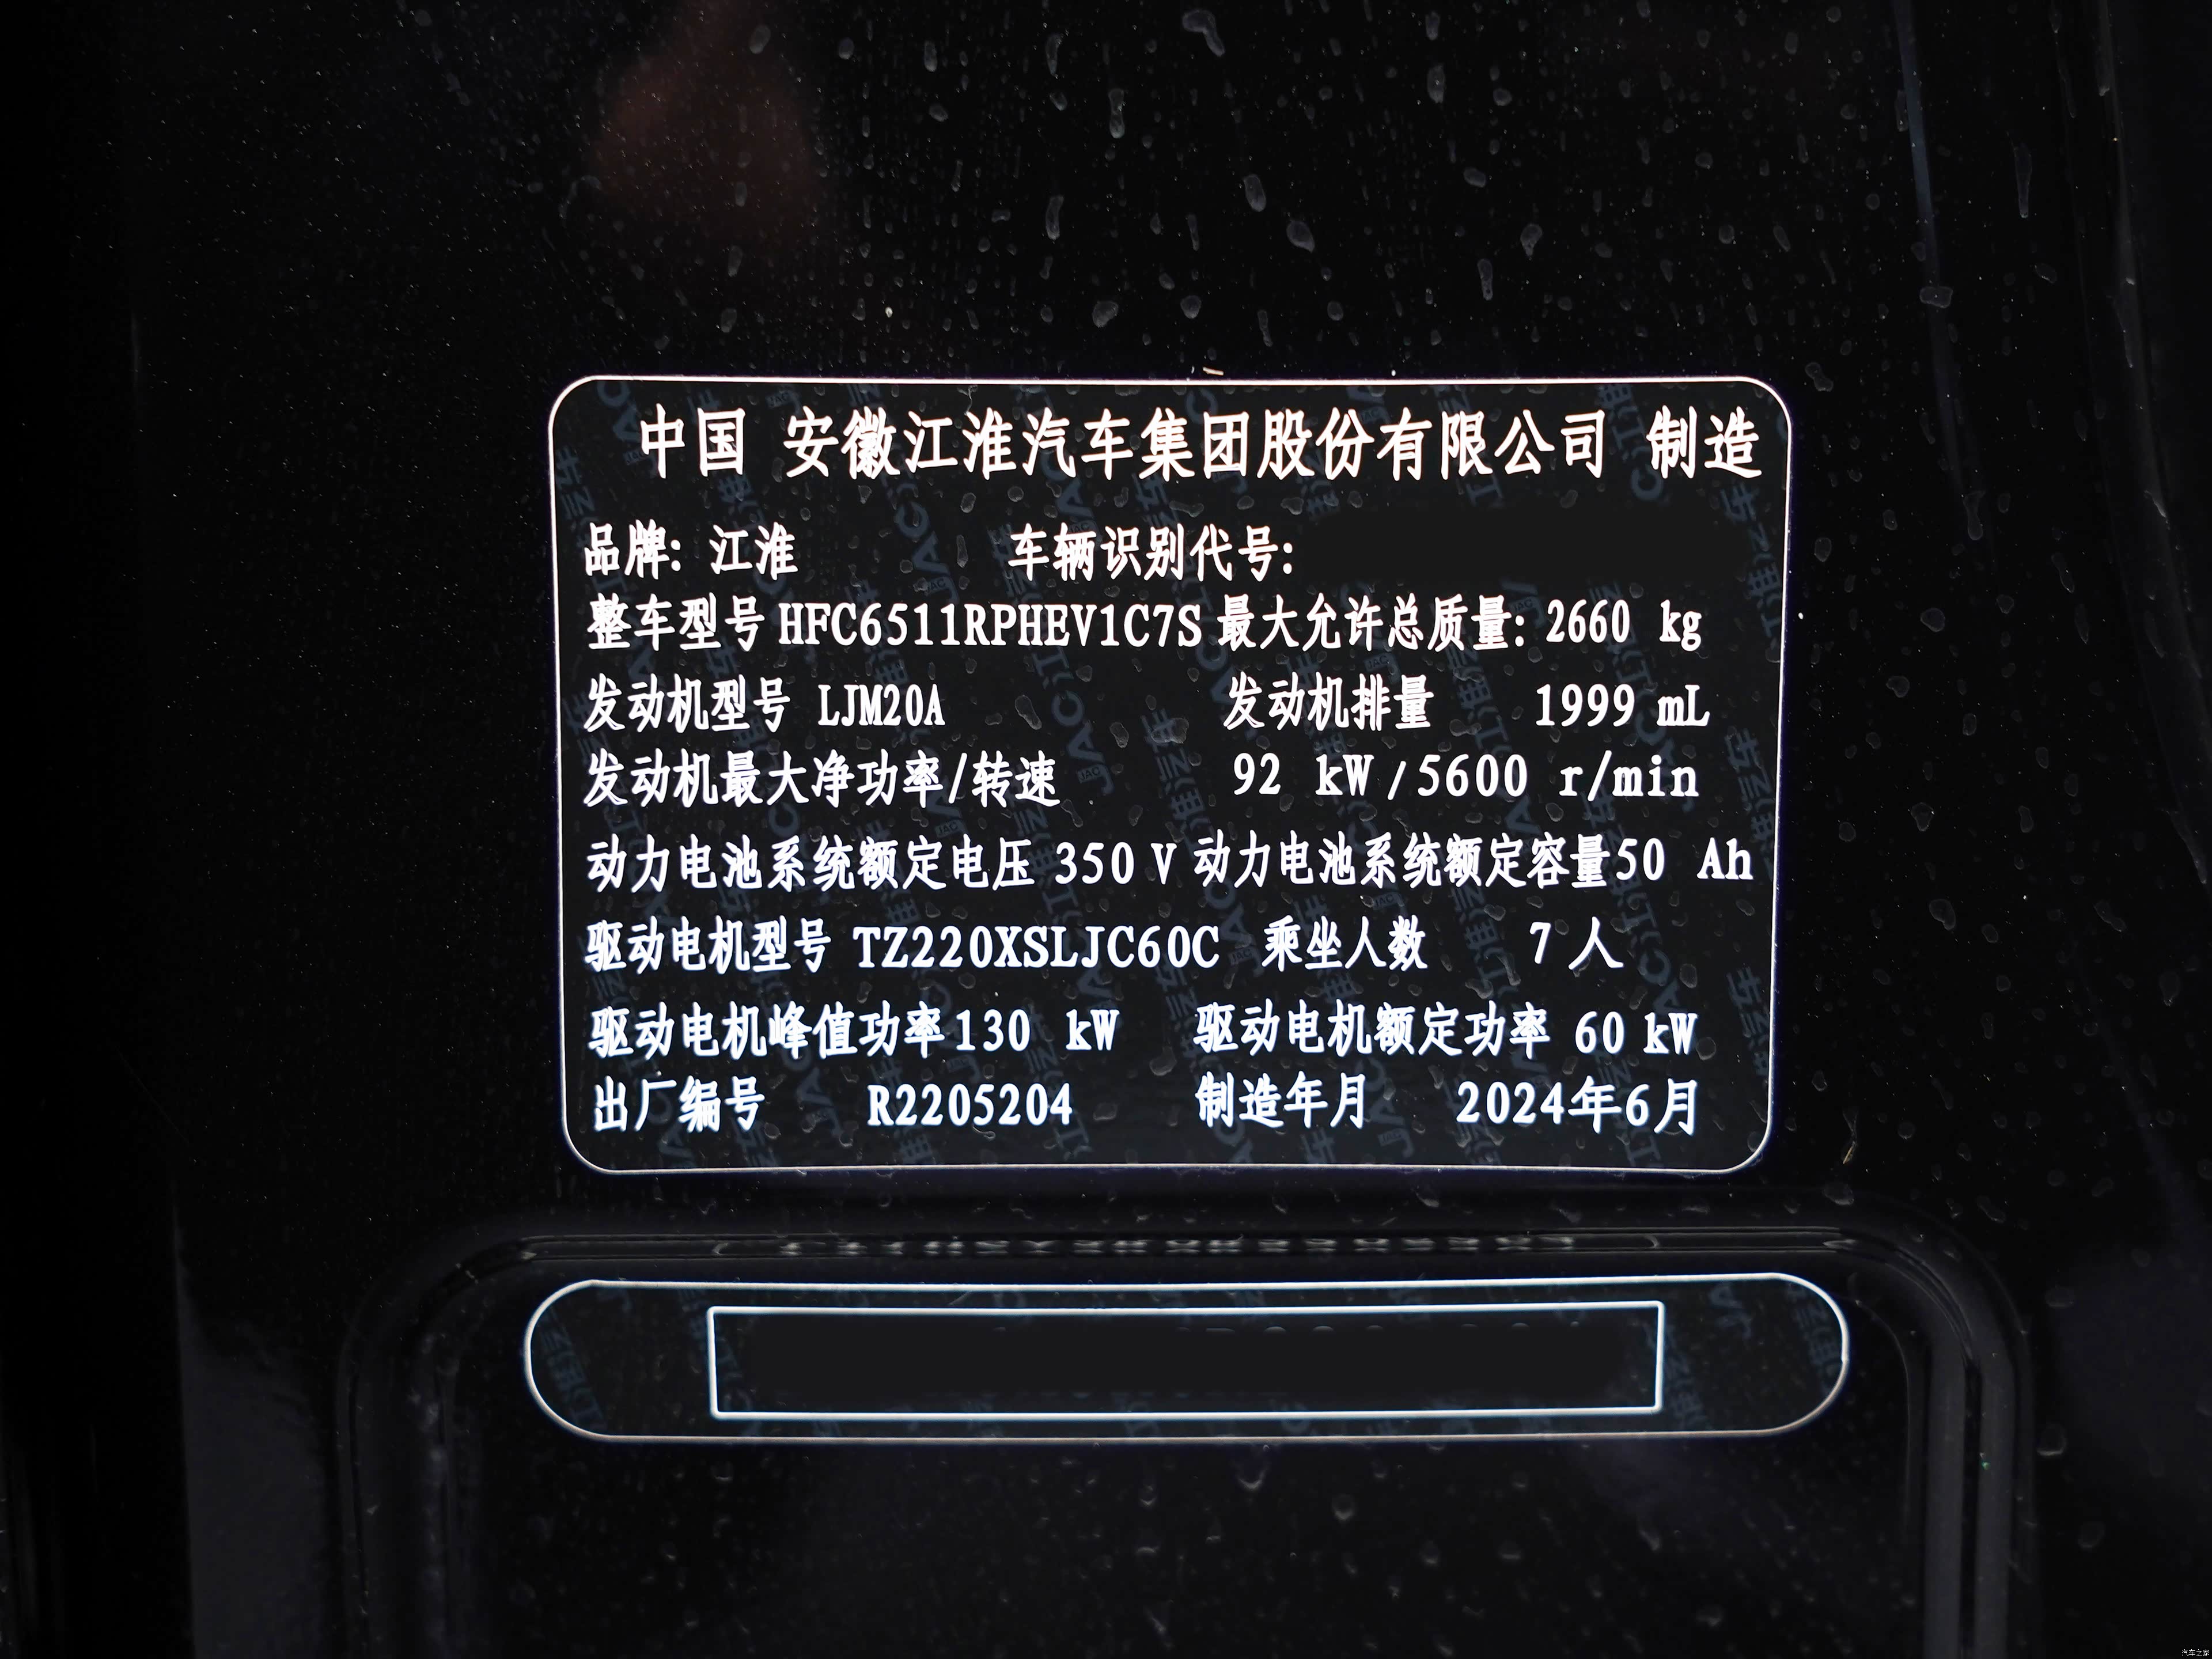 中国 安徽江淮汽车集团股份有限公司 制造
品牌: 江淮 车辆识别代号:
整车型号 HFC6511RPHEV1C7S 最大允许总质量: 2660 kg
发动机型号 LJM20A 发动机排量 1999 mL
发动机最大净功率/转速 92 kW/5600 r/min
动力电池系统额定电压 350 V 动力电池系统额定容量50 Ah
驱动电机型号 TZ220XSLJC60C 乘坐人数 7 人
驱动电机峰值功率130 kW 驱动电机额定功率 60 kW
出厂编号 R2205204 制造年月 2024年6月
汽车之家